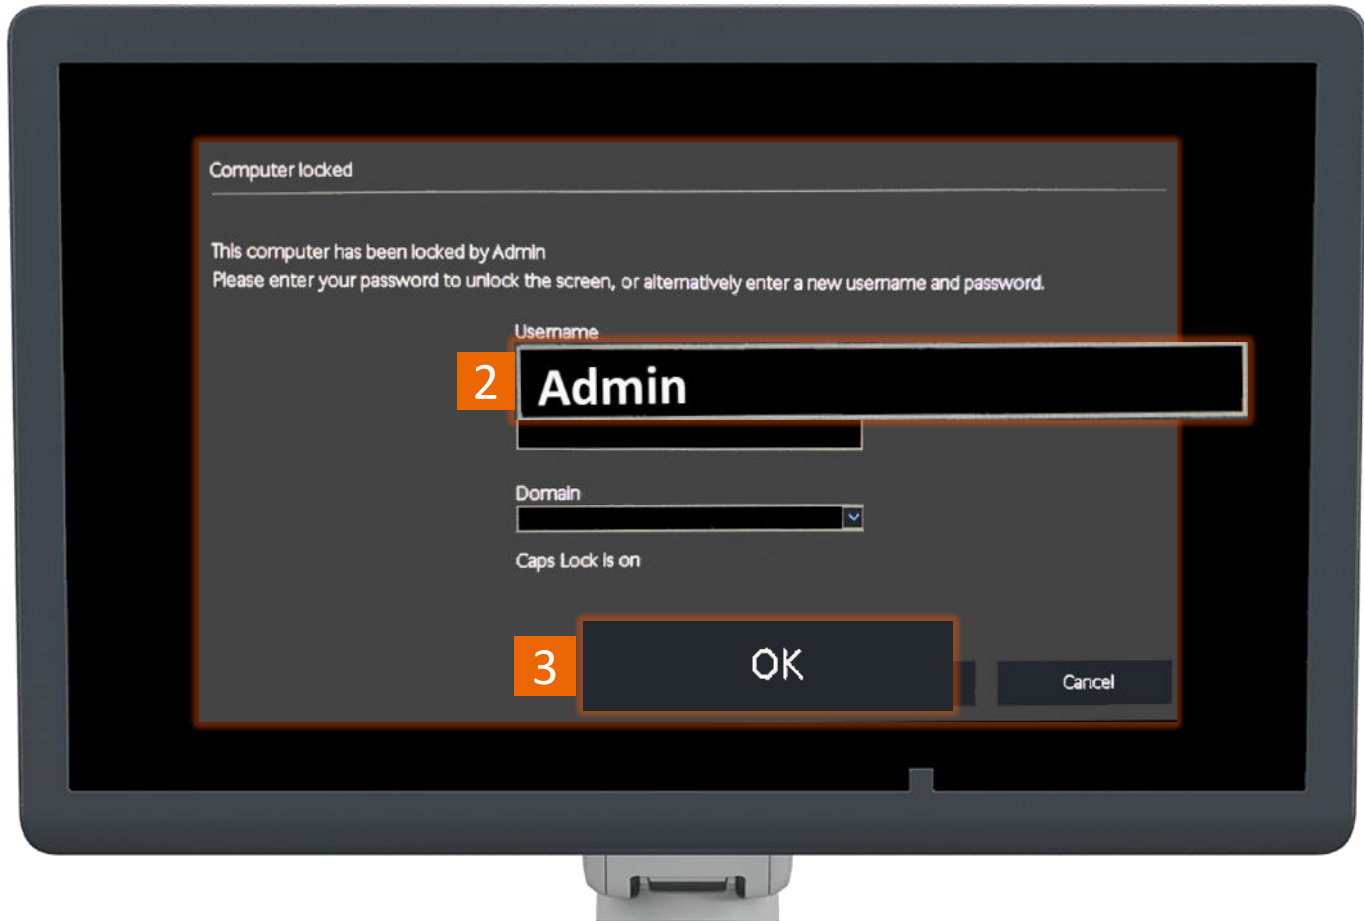 Computer locked
This computer has been locked by Admin
Please enter your password to unlock the screen, or alternatively enter a new username and password.
Username
2
Admin
Domain
Caps Lock is on
3
OK
Cancel